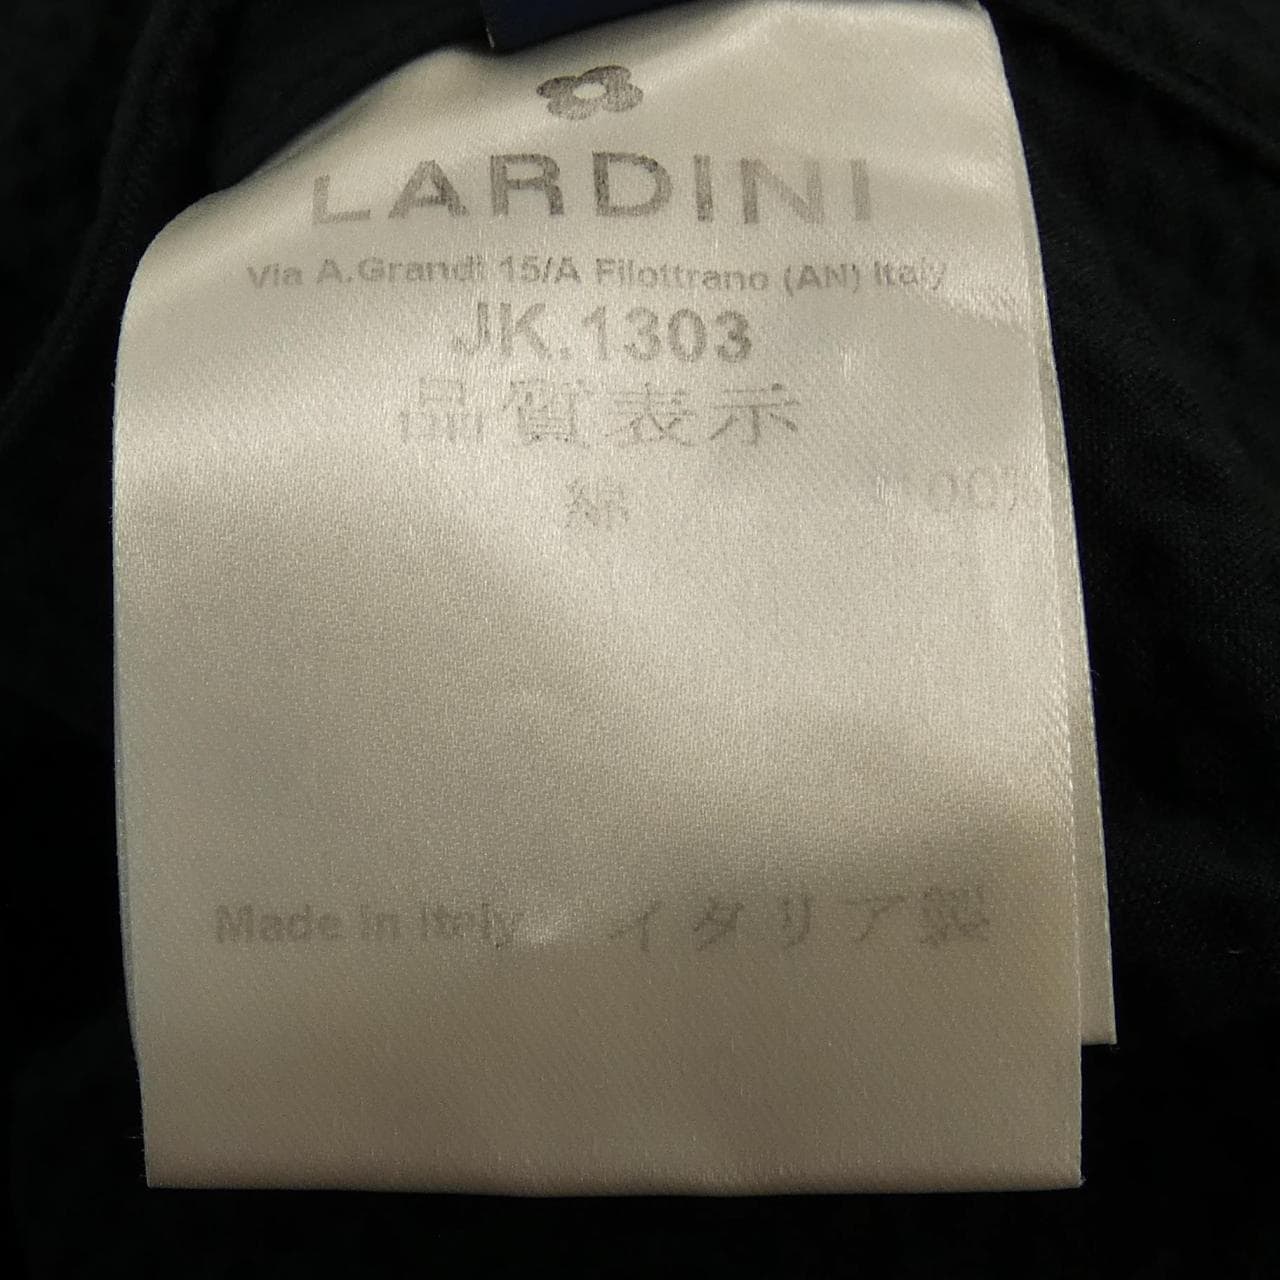 LARDINI
Via A.Grandi 15/A Filottrano (AN) Italy
JK.1303
品質表示
綿 100%
Made in Italy イタリア製